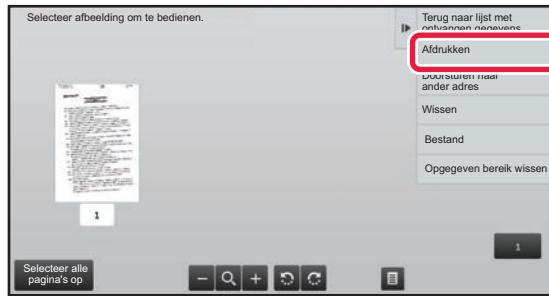 Selecteer afbeelding om te bedienen.
Terug naar lijst met
ontvangen gegevens
Afdrukken
Doorsturen naar
ander adres
Wissen
Bestand
Opgegeven bereik wissen
1
1
Selecteer alle
pagina's op